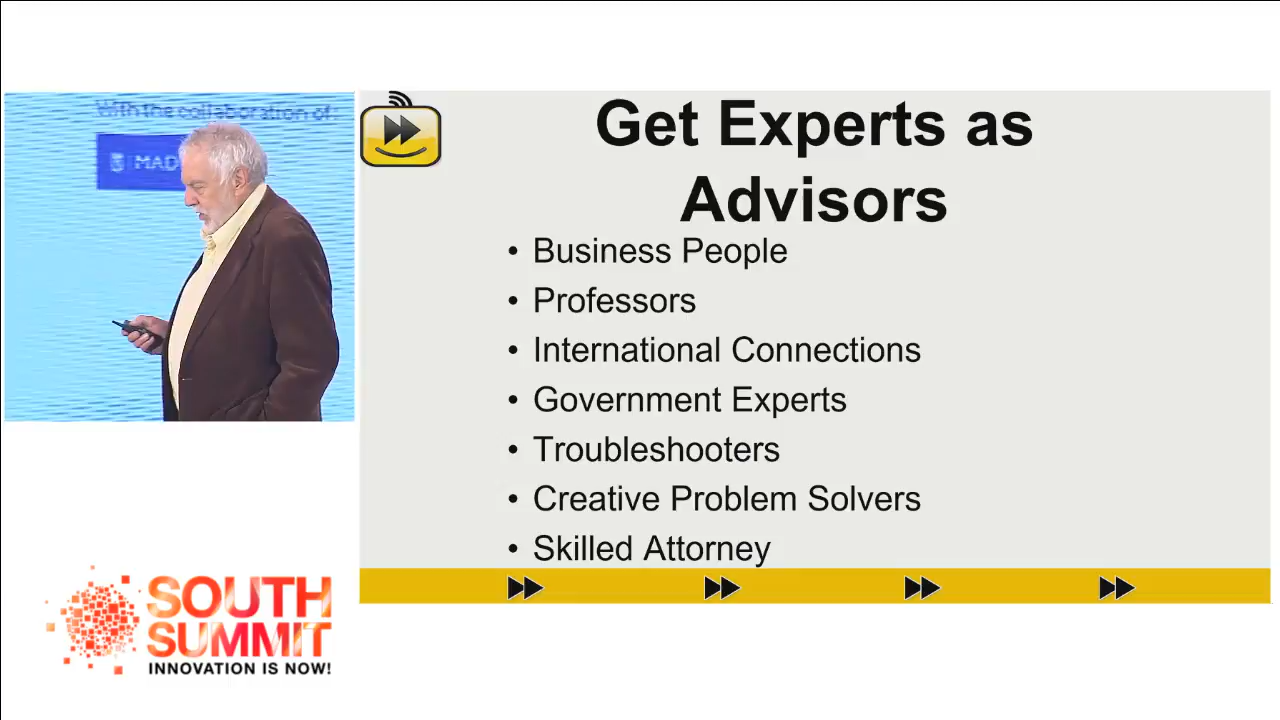 With the collaboration of:
MAD
Get Experts as
Advisors
• Business People
• Professors
• International Connections
• Government Experts
• Troubleshooters
• Creative Problem Solvers
• Skilled Attorney
SOUTH
SUMMIT
INNOVATION IS NOW!